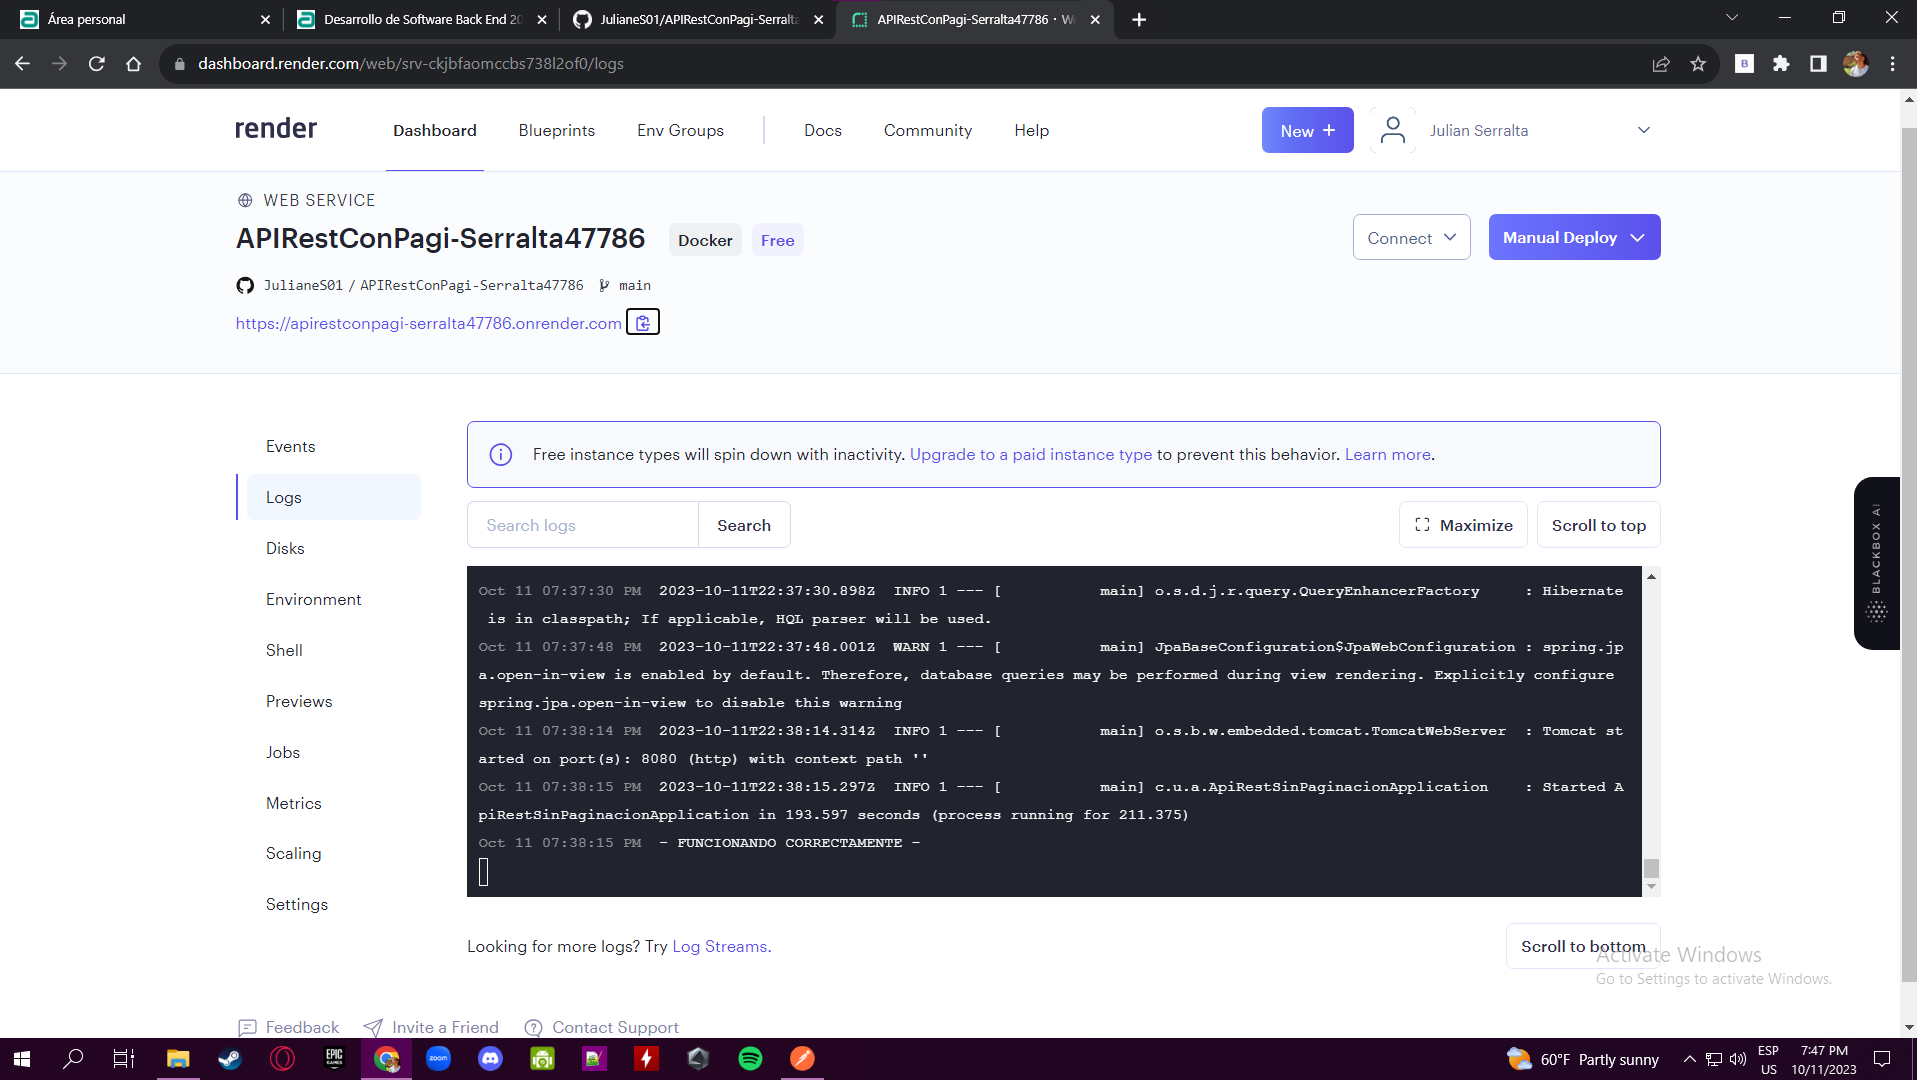 Área personal
Desarrollo de Software Back End 20
JulianeS01/APIRestConPagi-Serralta
APIRestConPagi-Serralta47786 · We
dashboard.render.com/web/srv-ckjbfaomccbs738l2of0/logs
B
render
Dashboard
Blueprints
Env Groups
Docs
Community
Help
New +
Julian Serralta
WEB SERVICE
APIRestConPagi-Serralta47786
Docker
Free
Connect
Manual Deploy
JulianeS01 / APIRestConPagi-Serralta47786
main
https://apirestconpagi-serralta47786.onrender.com
Events
Logs
Disks
Environment
Shell
Previews
Jobs
Metrics
Scaling
Settings
Free instance types will spin down with inactivity. Upgrade to a paid instance type to prevent this behavior. Learn more.
Search logs
Search
Maximize
Scroll to top
Oct 11 07:37:30 PM 2023-10-11T22:37:30.898Z INFO 1 --- [ main] o.s.d.j.r.query.QueryEnhancerFactory : Hibernate
is in classpath; If applicable, HQL parser will be used.
Oct 11 07:37:48 PM 2023-10-11T22:37:48.001Z WARN 1 --- [ main] JpaBaseConfiguration$JpaWebConfiguration : spring.jp
a.open-in-view is enabled by default. Therefore, database queries may be performed during view rendering. Explicitly configure
spring.jpa.open-in-view to disable this warning
Oct 11 07:38:14 PM 2023-10-11T22:38:14.314Z INFO 1 --- [ main] o.s.b.w.embedded.tomcat.TomcatWebServer : Tomcat st
arted on port(s): 8080 (http) with context path ''
Oct 11 07:38:15 PM 2023-10-11T22:38:15.297Z INFO 1 --- [ main] c.u.a.ApiRestSinPaginacionApplication : Started A
piRestSinPaginacionApplication in 193.597 seconds (process running for 211.375)
Oct 11 07:38:15 PM - FUNCIONANDO CORRECTAMENTE -
BLACKBOX AI
Looking for more logs? Try Log Streams.
Scroll to bottom
Activate Windows
Go to Settings to activate Windows.
Feedback
Invite a Friend
Contact Support
EPIC
GAMES
zoom
60°F Partly sunny
ESP
US
7:47 PM
10/11/2023